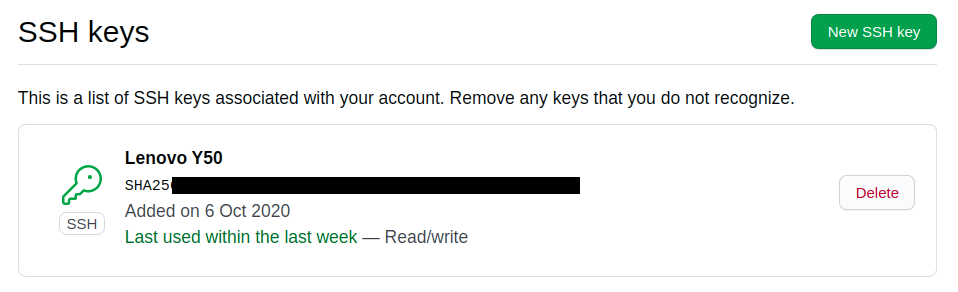 SSH keys
New SSH key
This is a list of SSH keys associated with your account. Remove any keys that you do not recognize.
Lenovo Y50
SHA256
Added on 6 Oct 2020
SSH
Last used within the last week — Read/write
Delete